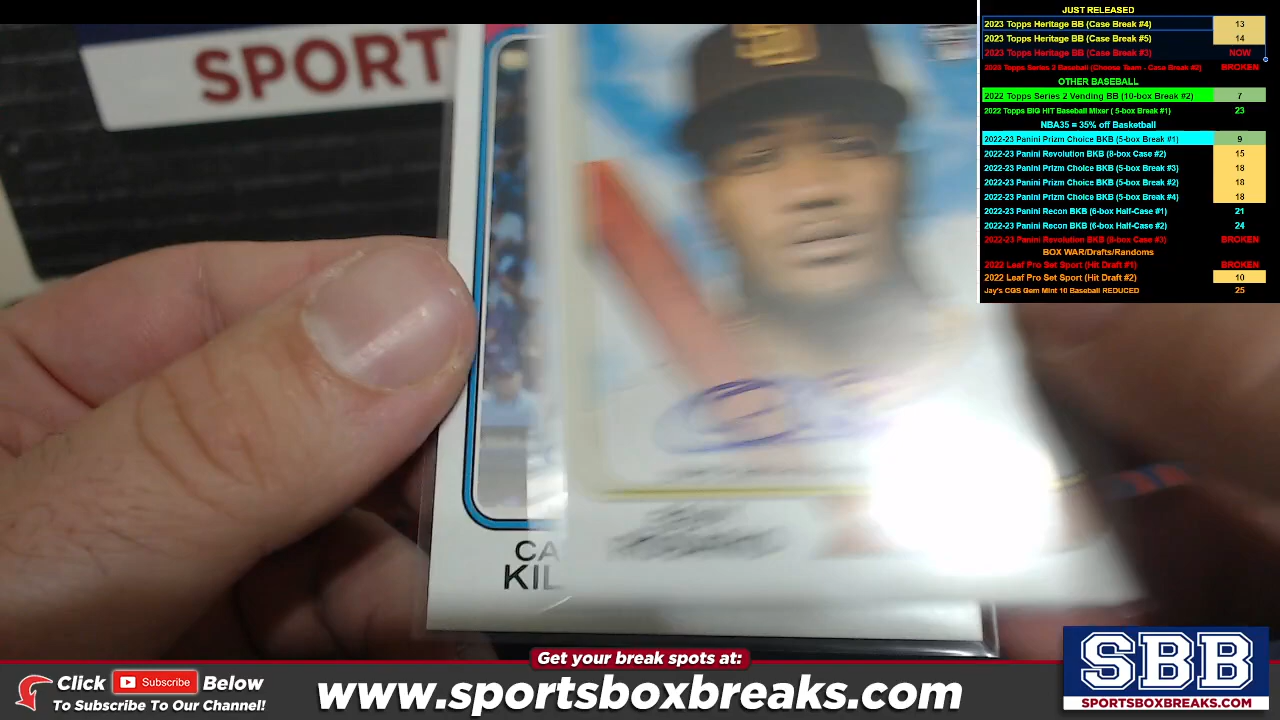 JUST RELEASED
2023 Topps Heritage BB (Case Break #4) 13
2023 Topps Heritage BB (Case Break #5) 14
2023 Topps Heritage BB (Case Break #3) NOW
2023 Topps Series 2 Baseball (Choose Team - Case Break #2) BROKEN
OTHER BASEBALL
2022 Topps Series 2 Vending BB (10-box Break #2) 7
2022 Topps BIG HIT Baseball Mixer ( 5-box Break #1) 23
NBA35 = 35% off Basketball
2022-23 Panini Prizm Choice BKB (5-box Break #1) 9
2022-23 Panini Revolution BKB (8-box Case #2) 15
2022-23 Panini Prizm Choice BKB (5-box Break #3) 18
2022-23 Panini Prizm Choice BKB (5-box Break #2) 18
2022-23 Panini Prizm Choice BKB (5-box Break #4) 18
2022-23 Panini Recon BKB (6-box Half-Case #1) 21
2022-23 Panini Recon BKB (6-box Half-Case #2) 24
2022-23 Panini Revolution BKB (8-box Case #3) BROKEN
BOX WAR/Drafts/Randoms
2022 Leaf Pro Set Sport (Hit Draft #1) BROKEN
2022 Leaf Pro Set Sport (Hit Draft #2) 10
Jay's CGS Gem Mint 10 Baseball REDUCED 25
SPORT
SD
CA
KIL
Get your break spots at:
Click Subscribe Below
To Subscribe To Our Channel!
www.sportsboxbreaks.com
SBB
SPORTSBOXBREAKS.COM